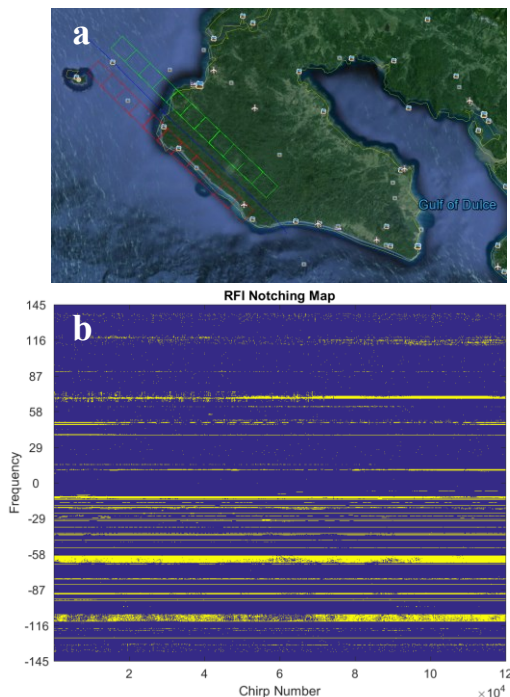 a
Gulf of Dulce
RFI Notching Map
b
145
116
87
58
29
0
-29
-58
-87
-116
-145
Frequency
2 4 6 8 10 12
Chirp Number
×10⁴